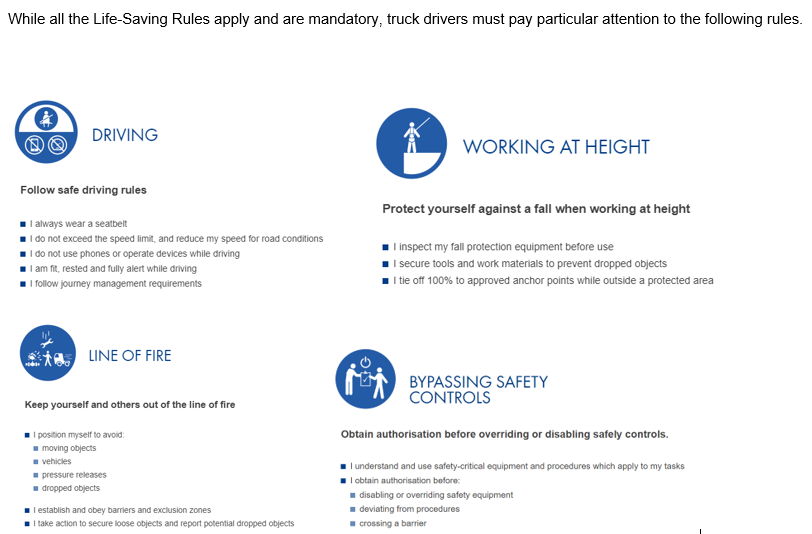 While all the Life-Saving Rules apply and are mandatory, truck drivers must pay particular attention to the following rules.
DRIVING
Follow safe driving rules
I always wear a seatbelt
I do not exceed the speed limit, and reduce my speed for road conditions
I do not use phones or operate devices while driving
I am fit, rested and fully alert while driving
I follow journey management requirements
WORKING AT HEIGHT
Protect yourself against a fall when working at height
I inspect my fall protection equipment before use
I secure tools and work materials to prevent dropped objects
I tie off 100% to approved anchor points while outside a protected area
LINE OF FIRE
Keep yourself and others out of the line of fire
I position myself to avoid:
moving objects
vehicles
pressure releases
dropped objects
I establish and obey barriers and exclusion zones
I take action to secure loose objects and report potential dropped objects
BYPASSING SAFETY
CONTROLS
Obtain authorisation before overriding or disabling safely controls.
I understand and use safety-critical equipment and procedures which apply to my tasks
I obtain authorisation before:
disabling or overriding safety equipment
deviating from procedures
crossing a barrier